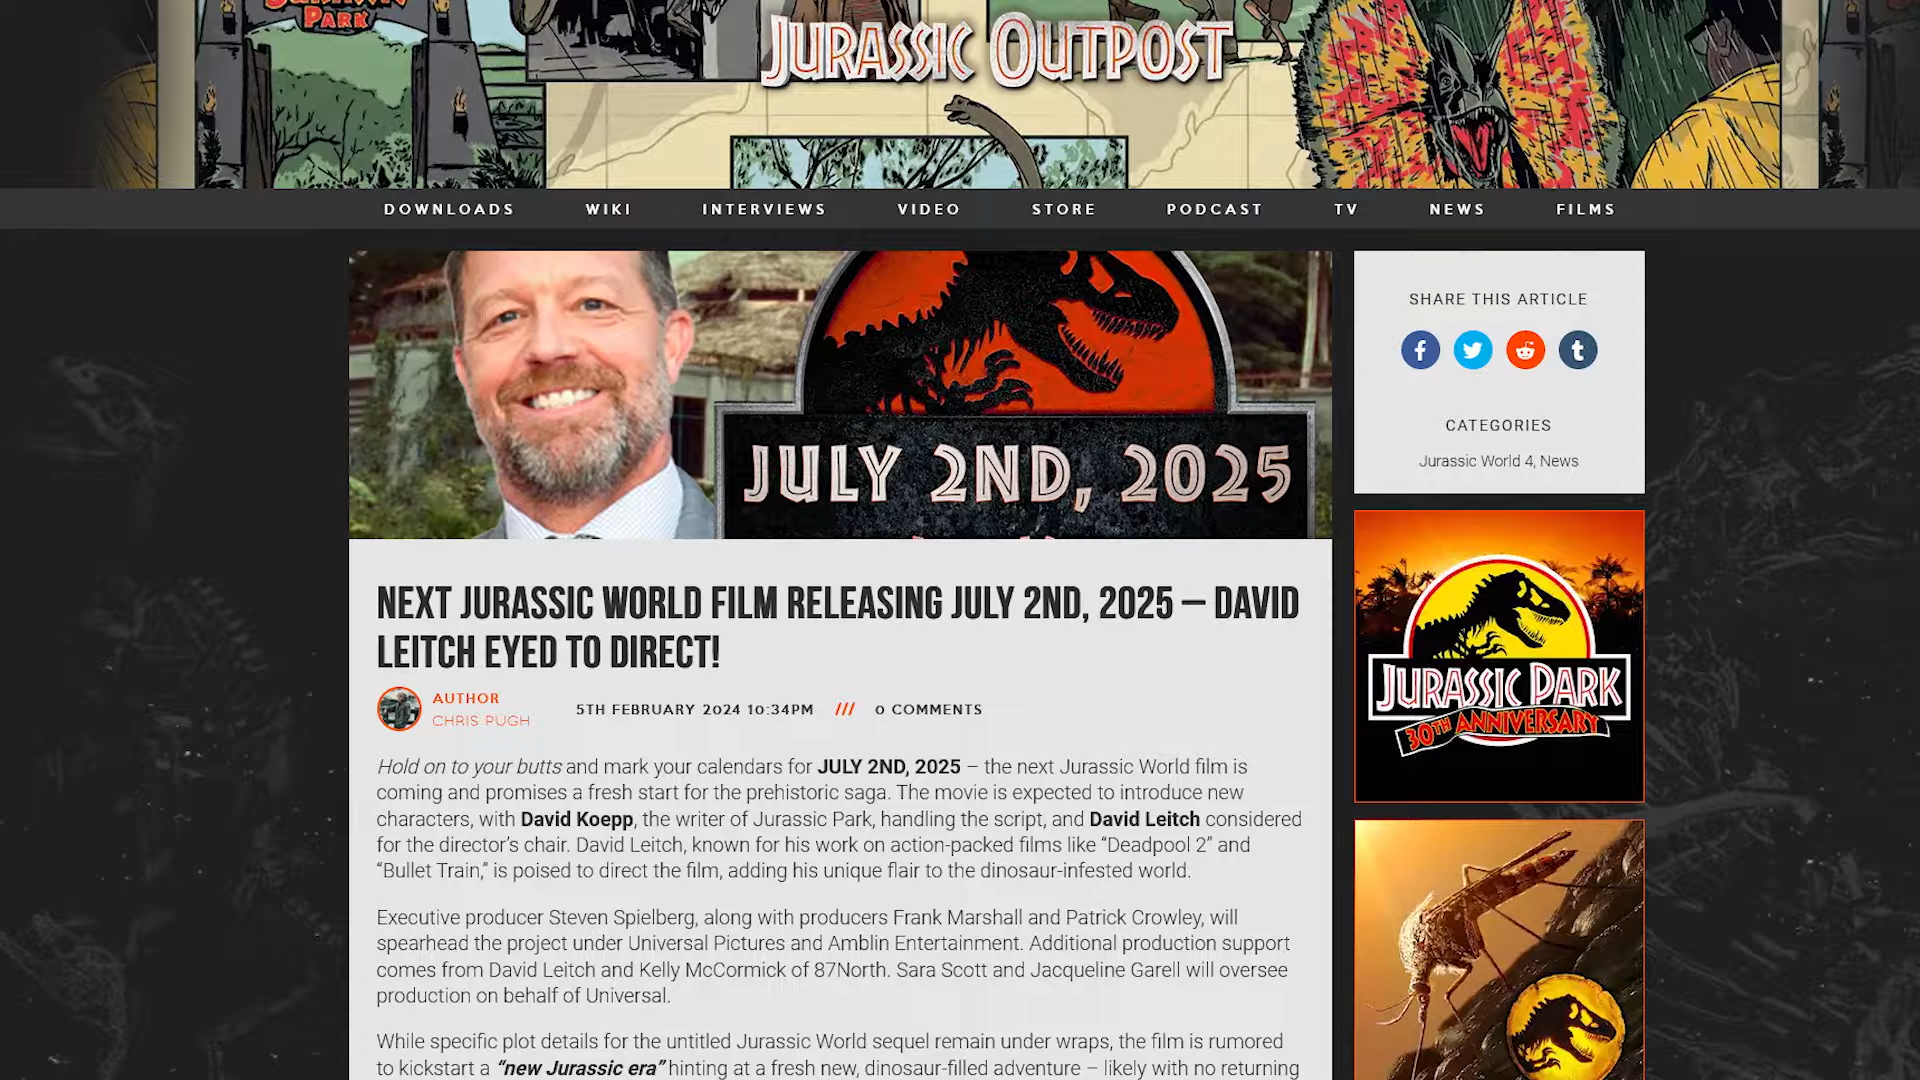 JURASSIC
PARK
JURASSIC OUTPOST
DOWNLOADS WIKI INTERVIEWS VIDEO STORE PODCAST TV NEWS FILMS
JULY 2ND, 2025
SHARE THIS ARTICLE
CATEGORIES
Jurassic World 4, News
JURASSIC PARK
30TH ANNIVERSARY
NEXT JURASSIC WORLD FILM RELEASING JULY 2ND, 2025 – DAVID
LEITCH EYED TO DIRECT!
AUTHOR
CHRIS PUGH
5TH FEBRUARY 2024 10:34PM /// 0 COMMENTS
Hold on to your butts and mark your calendars for JULY 2ND, 2025 – the next Jurassic World film is
coming and promises a fresh start for the prehistoric saga. The movie is expected to introduce new
characters, with David Koepp, the writer of Jurassic Park, handling the script, and David Leitch considered
for the director’s chair. David Leitch, known for his work on action-packed films like “Deadpool 2” and
“Bullet Train,” is poised to direct the film, adding his unique flair to the dinosaur-infested world.
Executive producer Steven Spielberg, along with producers Frank Marshall and Patrick Crowley, will
spearhead the project under Universal Pictures and Amblin Entertainment. Additional production support
comes from David Leitch and Kelly McCormick of 87North. Sara Scott and Jacqueline Garell will oversee
production on behalf of Universal.
While specific plot details for the untitled Jurassic World sequel remain under wraps, the film is rumored
to kickstart a “new Jurassic era” hinting at a fresh new, dinosaur-filled adventure – likely with no returning